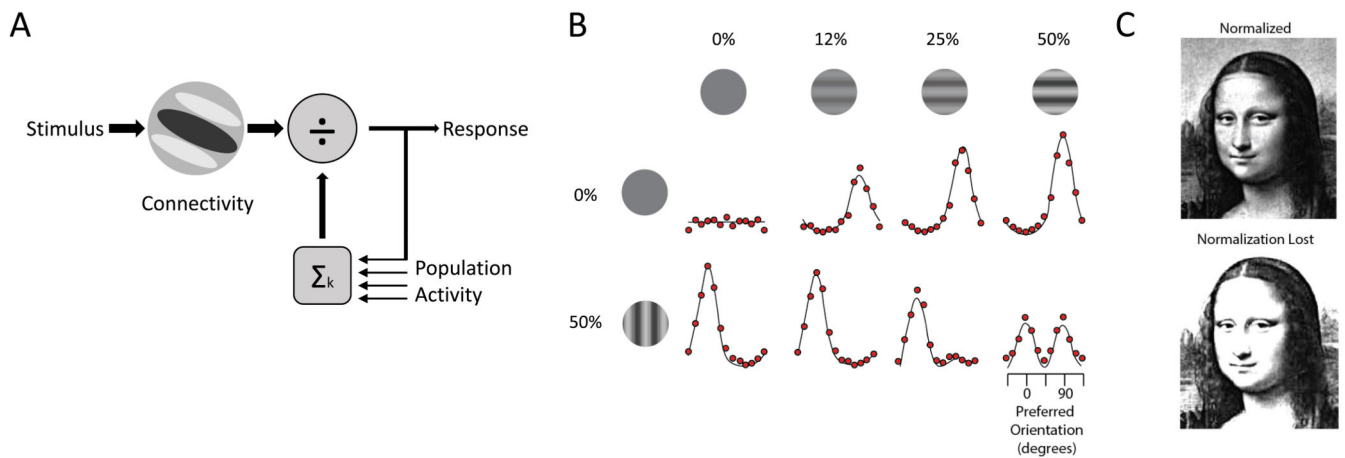 A
Stimulus
Connectivity
÷
Response
Σk
Population
Activity
B
0%
12%
25%
50%
0%
50%
0
90
Preferred
Orientation
(degrees)
C
Normalized
Normalization Lost